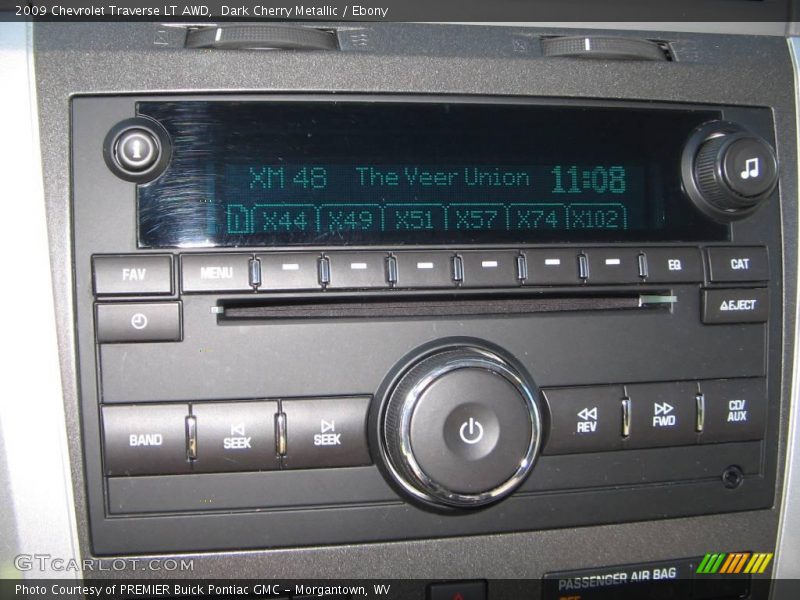 2009 Chevrolet Traverse LT AWD, Dark Cherry Metallic / Ebony
i
XM 48 The Veer Union 11:08
X44 X49 X51 X57 X74 X102
FAV MENU EQ CAT
EJECT
BAND SEEK SEEK REV FWD CD/
AUX
GTCARLOT.COM
PASSENGER AIR BAG
OFF
Photo Courtesy of PREMIER Buick Pontiac GMC - Morgantown, WV